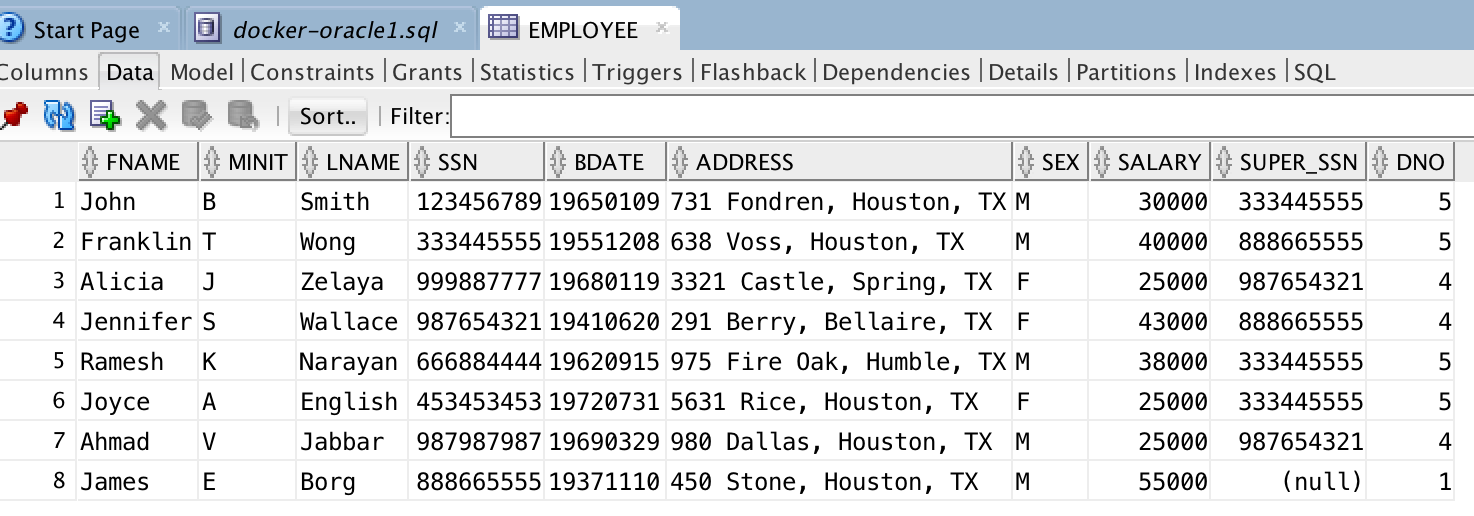 ? Start Page docker-oracle1.sql EMPLOYEE
Columns Data Model Constraints Grants Statistics Triggers Flashback Dependencies Details Partitions Indexes SQL
Sort.. Filter:
FNAME MINIT LNAME SSN BDATE ADDRESS SEX SALARY SUPER_SSN DNO
1 John B Smith 123456789 19650109 731 Fondren, Houston, TX M 30000 333445555 5
2 Franklin T Wong 333445555 19551208 638 Voss, Houston, TX M 40000 888665555 5
3 Alicia J Zelaya 999887777 19680119 3321 Castle, Spring, TX F 25000 987654321 4
4 Jennifer S Wallace 987654321 19410620 291 Berry, Bellaire, TX F 43000 888665555 4
5 Ramesh K Narayan 666884444 19620915 975 Fire Oak, Humble, TX M 38000 333445555 5
6 Joyce A English 453453453 19720731 5631 Rice, Houston, TX F 25000 333445555 5
7 Ahmad V Jabbar 987987987 19690329 980 Dallas, Houston, TX M 25000 987654321 4
8 James E Borg 888665555 19371110 450 Stone, Houston, TX M 55000 (null) 1